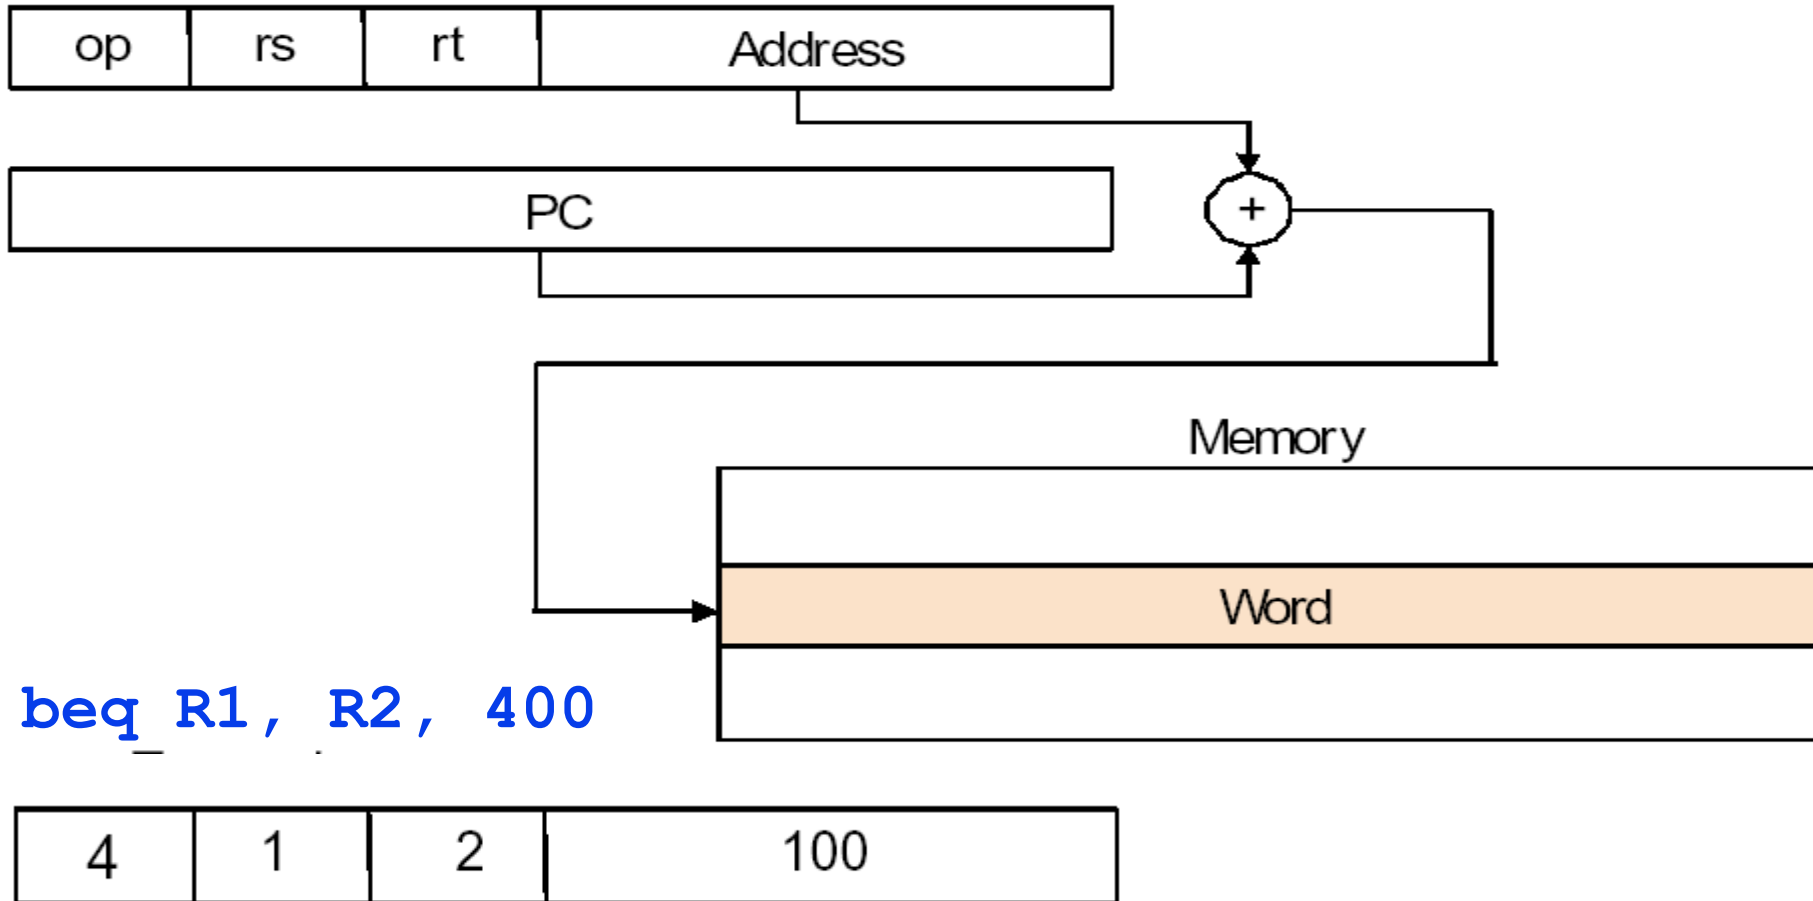 op rs rt Address
PC
+
Memory
Word
beq R1, R2, 400
4 1 2 100